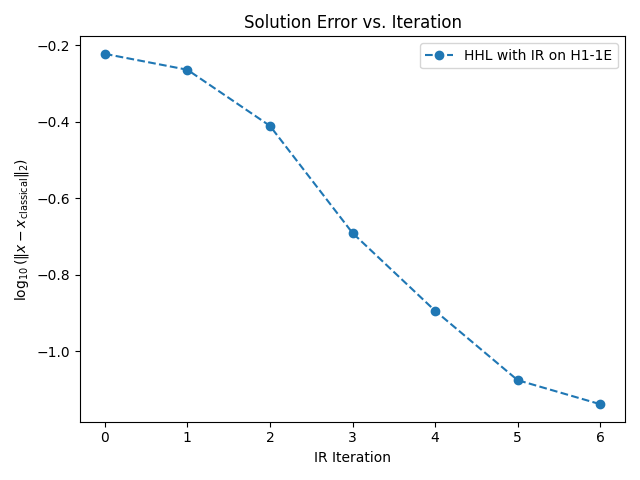 Solution Error vs. Iteration
HHL with IR on H1-1E
log₁₀(‖x − x_classical‖₂)
−0.2
−0.4
−0.6
−0.8
−1.0
0 1 2 3 4 5 6
IR Iteration